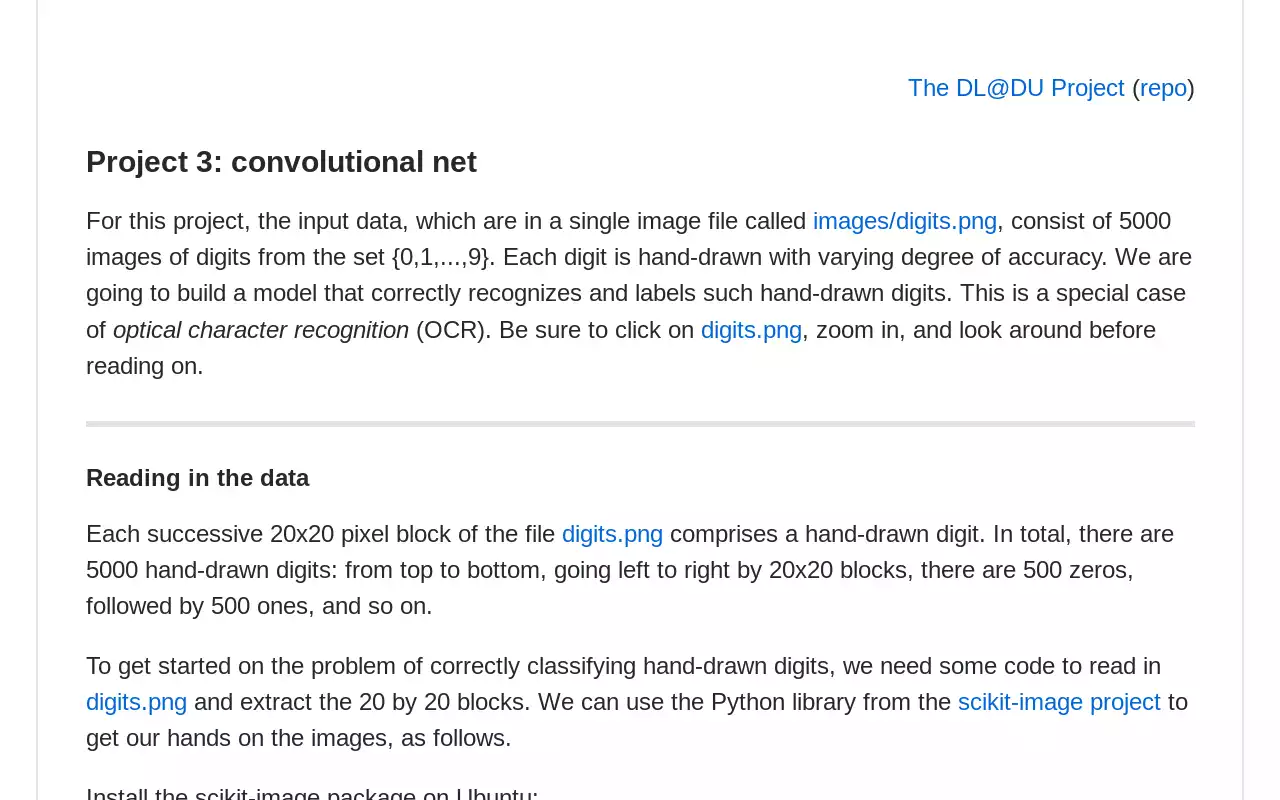 The DL@DU Project (repo)
Project 3: convolutional net
For this project, the input data, which are in a single image file called images/digits.png, consist of 5000
images of digits from the set {0,1,...,9}. Each digit is hand-drawn with varying degree of accuracy. We are
going to build a model that correctly recognizes and labels such hand-drawn digits. This is a special case
of optical character recognition (OCR). Be sure to click on digits.png, zoom in, and look around before
reading on.
Reading in the data
Each successive 20x20 pixel block of the file digits.png comprises a hand-drawn digit. In total, there are
5000 hand-drawn digits: from top to bottom, going left to right by 20x20 blocks, there are 500 zeros,
followed by 500 ones, and so on.
To get started on the problem of correctly classifying hand-drawn digits, we need some code to read in
digits.png and extract the 20 by 20 blocks. We can use the Python library from the scikit-image project to
get our hands on the images, as follows.
Install the scikit-image package on Ubuntu: